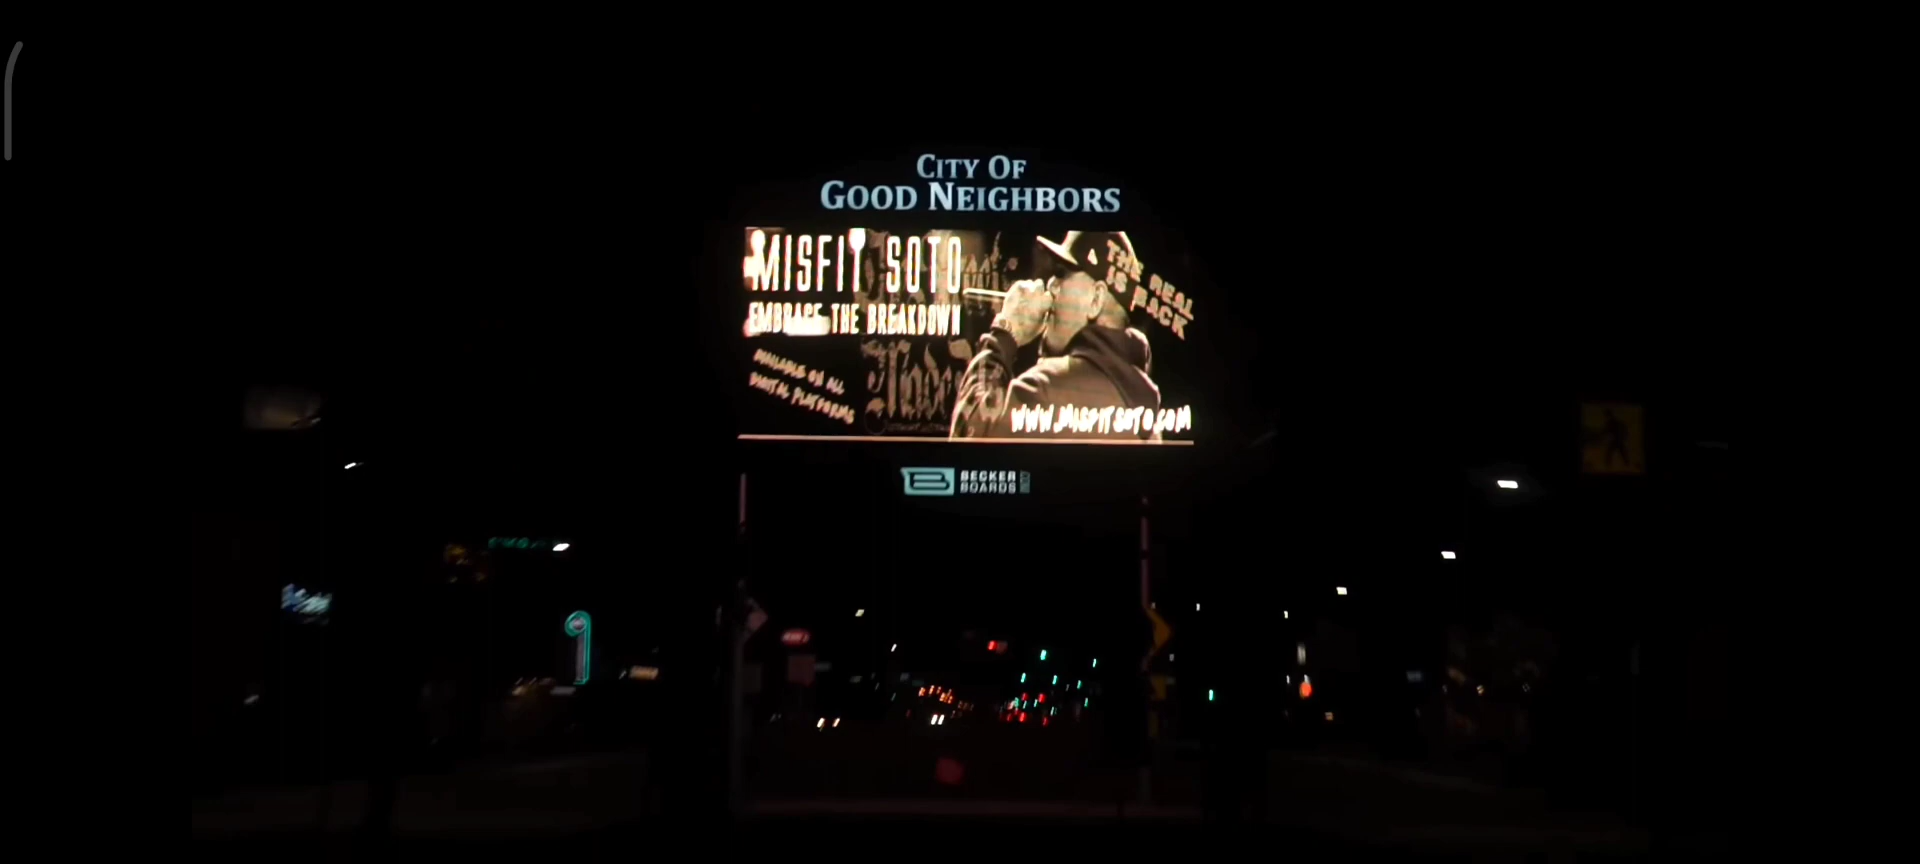 CITY OF
GOOD NEIGHBORS
MISFIT SOTO
EMBRACE THE BREAKDOWN
THE REAL
IS BACK
AVAILABLE ON ALL
DIGITAL PLATFORMS
WWW.MISFITSOTO.COM
BECKER
BOARDS